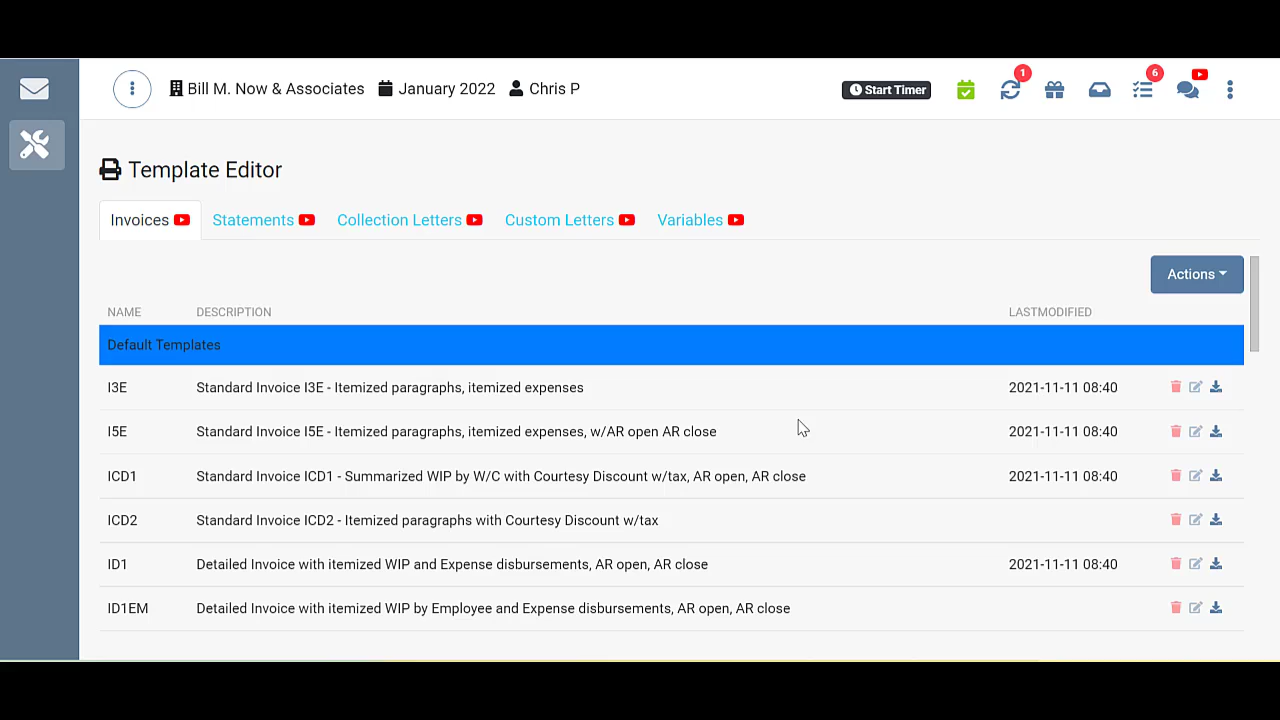 Bill M. Now & Associates January 2022 Chris P Start Timer 1 6
Template Editor
Invoices Statements Collection Letters Custom Letters Variables
Actions
NAME DESCRIPTION LASTMODIFIED
Default Templates
I3E Standard Invoice I3E - Itemized paragraphs, itemized expenses 2021-11-11 08:40
I5E Standard Invoice I5E - Itemized paragraphs, itemized expenses, w/AR open AR close 2021-11-11 08:40
ICD1 Standard Invoice ICD1 - Summarized WIP by W/C with Courtesy Discount w/tax, AR open, AR close 2021-11-11 08:40
ICD2 Standard Invoice ICD2 - Itemized paragraphs with Courtesy Discount w/tax
ID1 Detailed Invoice with itemized WIP and Expense disbursements, AR open, AR close 2021-11-11 08:40
ID1EM Detailed Invoice with itemized WIP by Employee and Expense disbursements, AR open, AR close